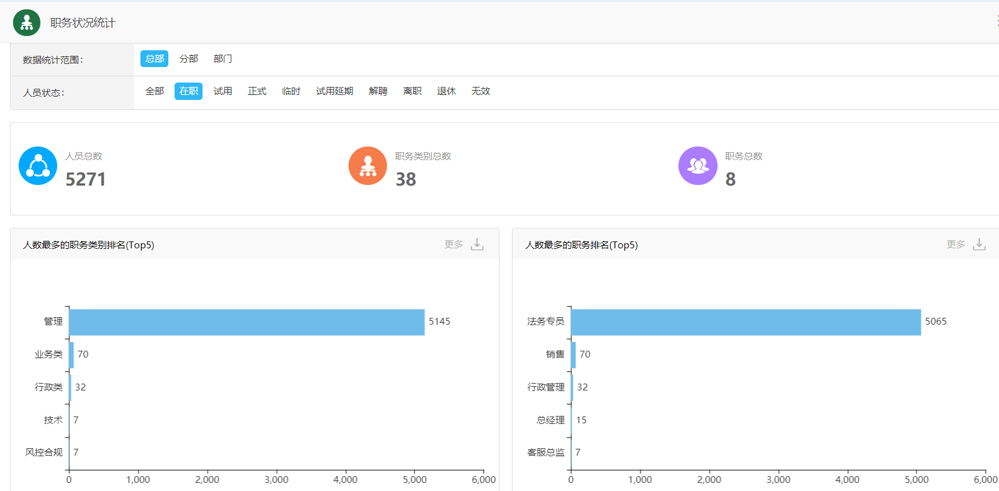 职务状况统计
数据统计范围：
总部 分部 部门
人员状态：
全部 在职 试用 正式 临时 试用延期 解聘 离职 退休 无效
人员总数
5271
职务类别总数
38
职务总数
8
人数最多的职务类别排名(Top5)
更多
管理 5145
业务类 70
行政类 32
技术 7
风控合规 7
0 1,000 2,000 3,000 4,000 5,000 6,000
人数最多的职务排名(Top5)
更多
法务专员 5065
销售 70
行政管理 32
总经理 15
客服总监 7
0 1,000 2,000 3,000 4,000 5,000 6,000